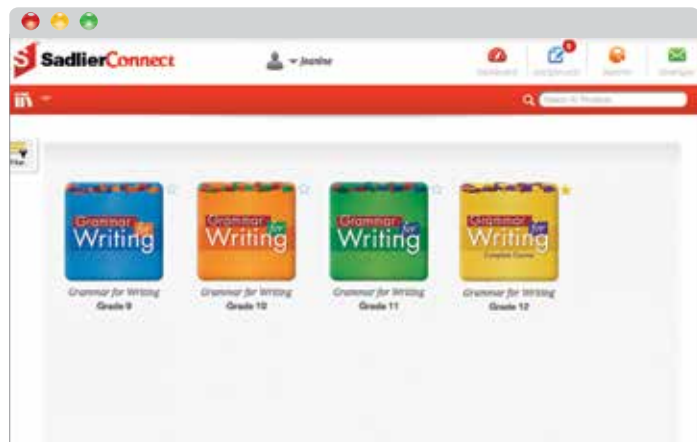 SadlierConnect
Jeanine
Grammar for Writing
Grammar for Writing
Grammar for Writing
Grammar for Writing
Complete Course
Grammar for Writing
Grade 9
Grammar for Writing
Grade 10
Grammar for Writing
Grade 11
Grammar for Writing
Grade 12